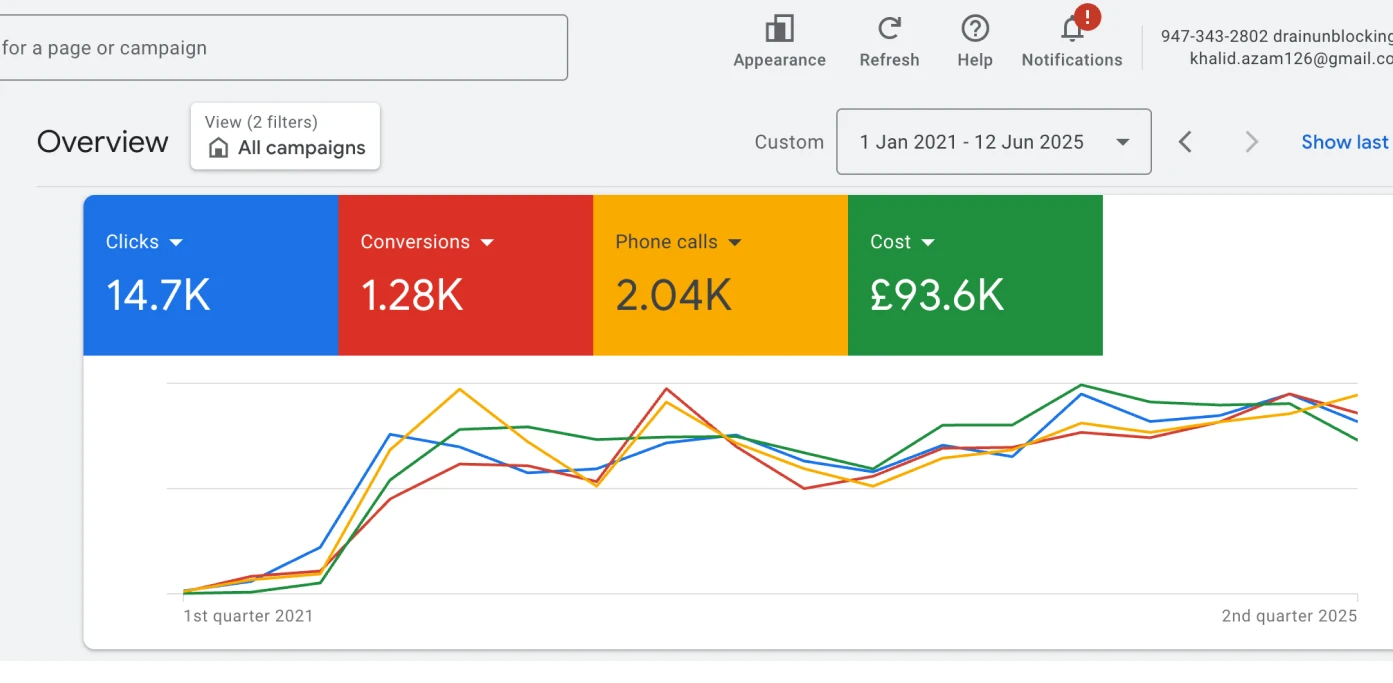 for a page or campaign
Appearance
Refresh
Help
!
Notifications
947-343-2802 drainunblocking
khalid.azam126@gmail.co
Overview
View (2 filters)
All campaigns
Custom
1 Jan 2021 - 12 Jun 2025
Show last
Clicks
14.7K
Conversions
1.28K
Phone calls
2.04K
Cost
£93.6K
1st quarter 2021
2nd quarter 2025